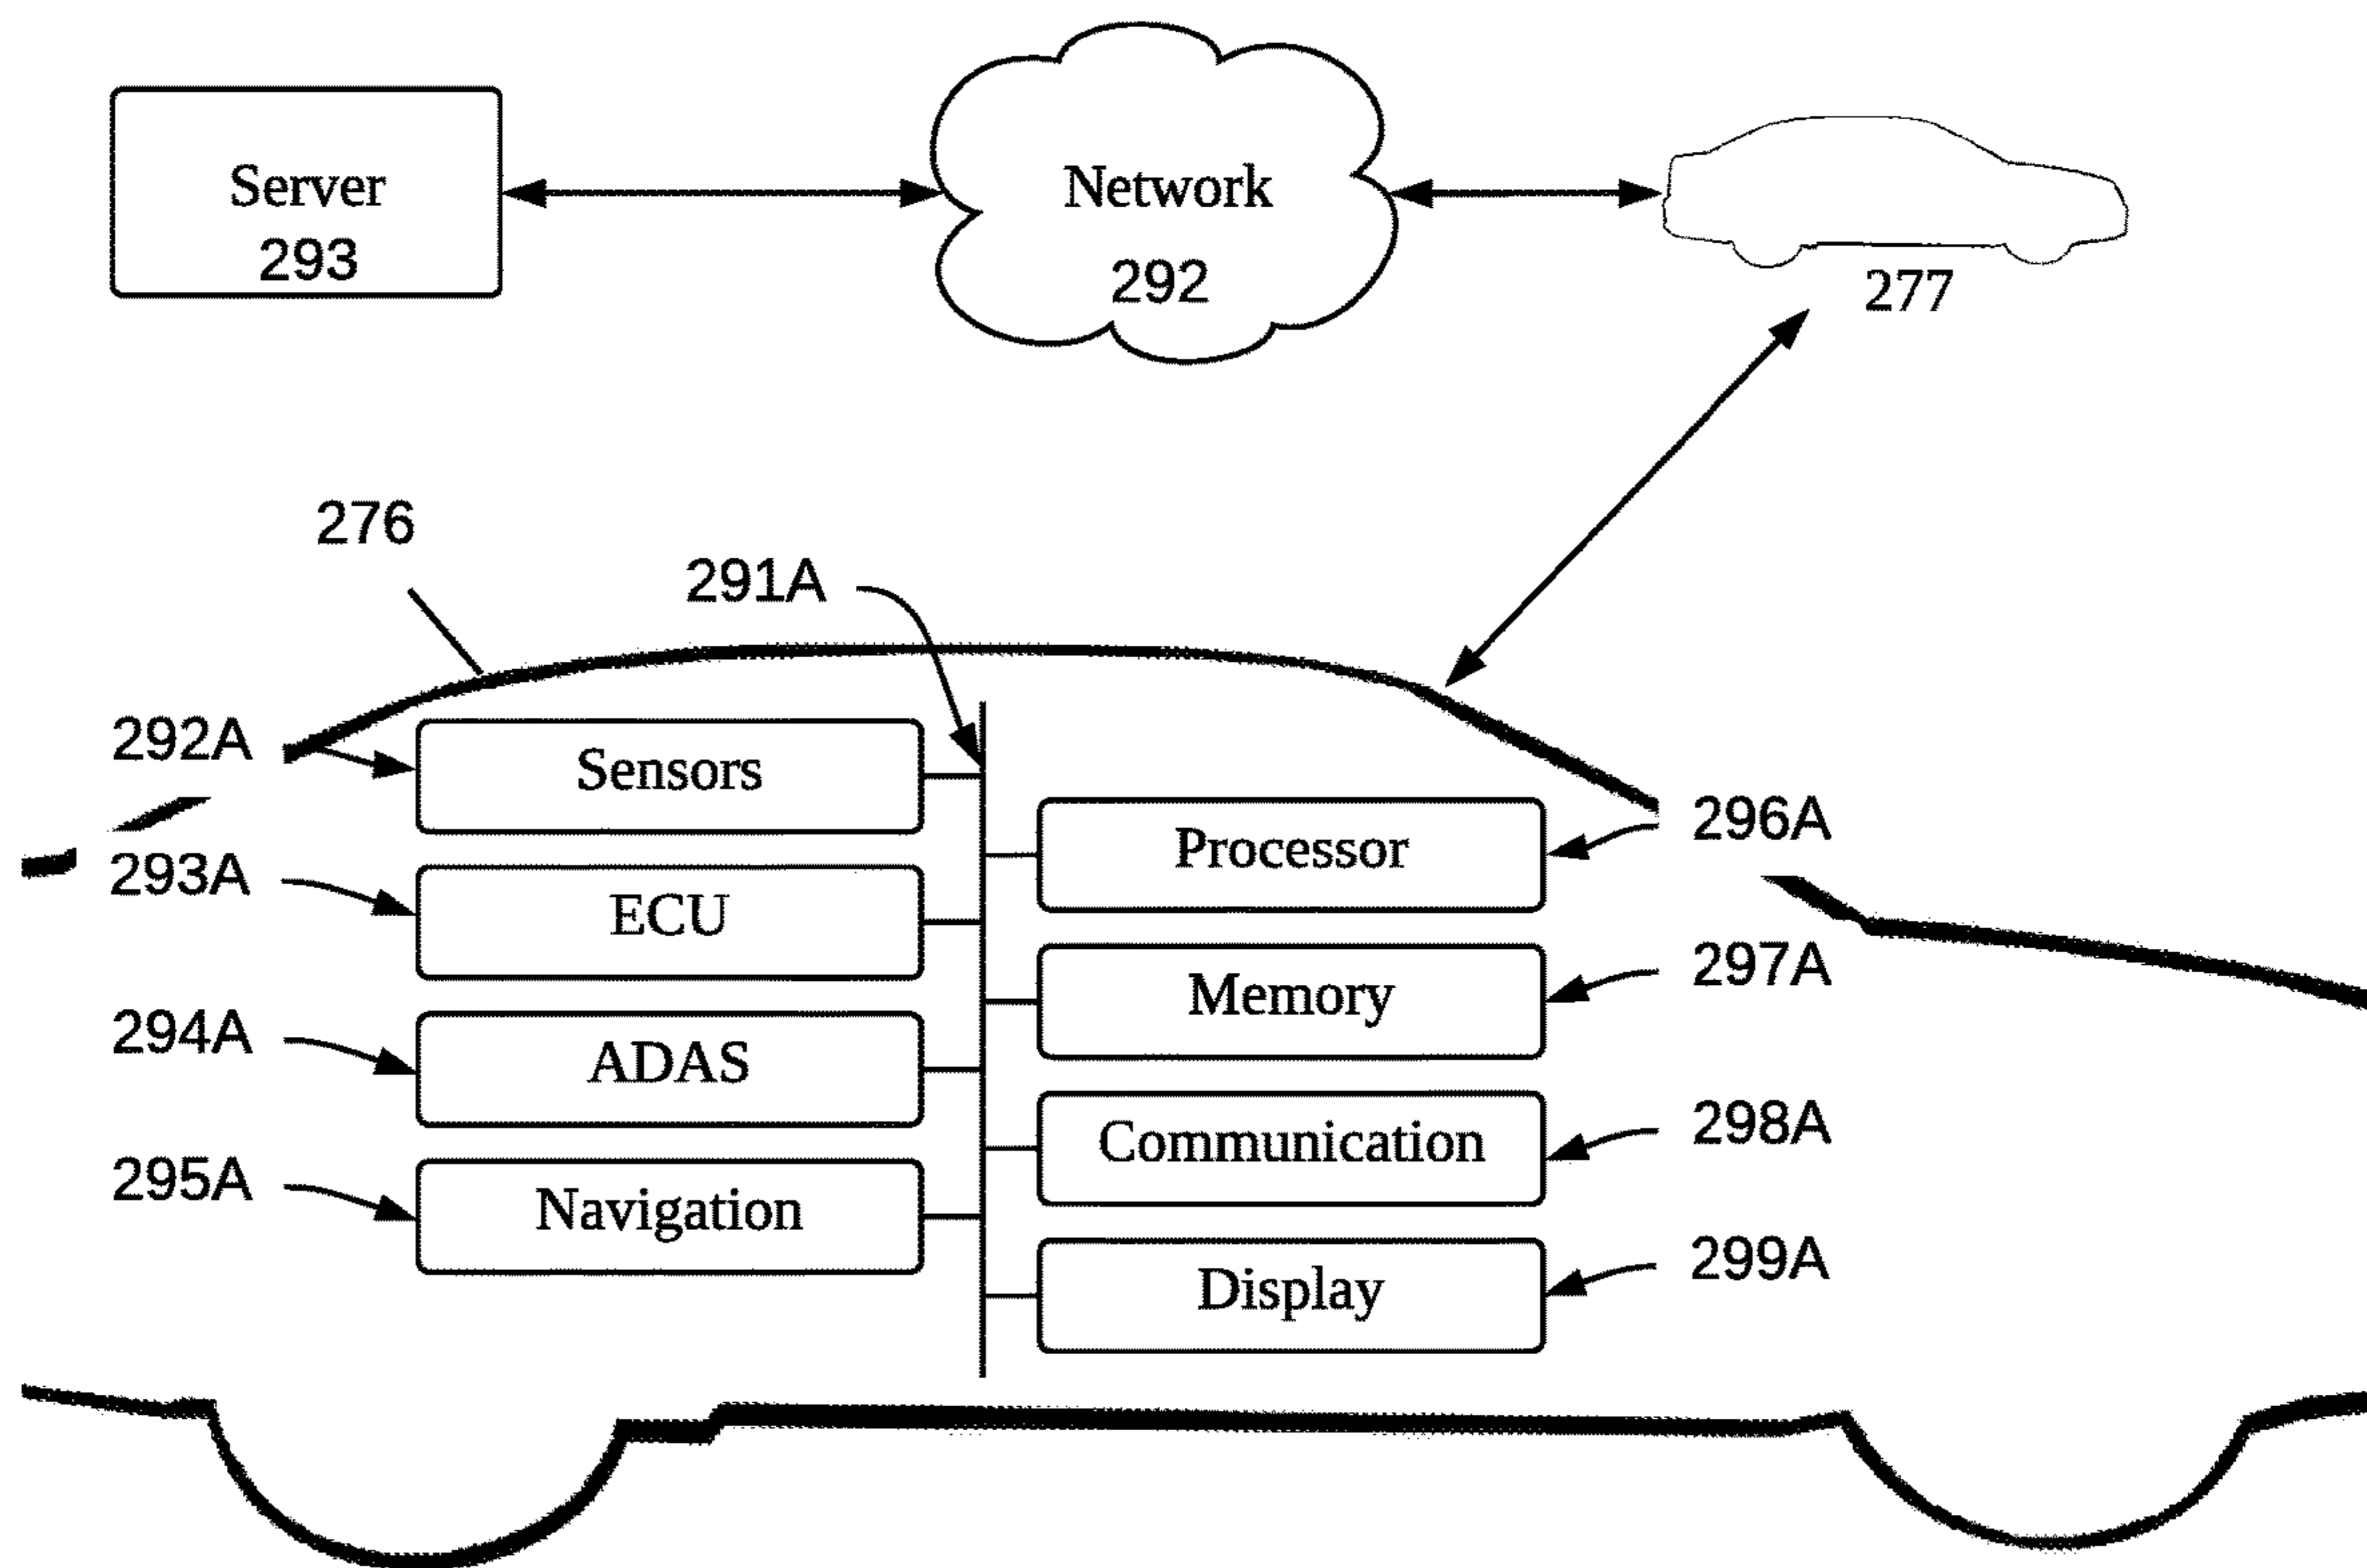 Server
293
Network
292
277
276
291A
292A
Sensors
296A
Processor
293A
ECU
297A
Memory
294A
ADAS
298A
Communication
295A
Navigation
299A
Display